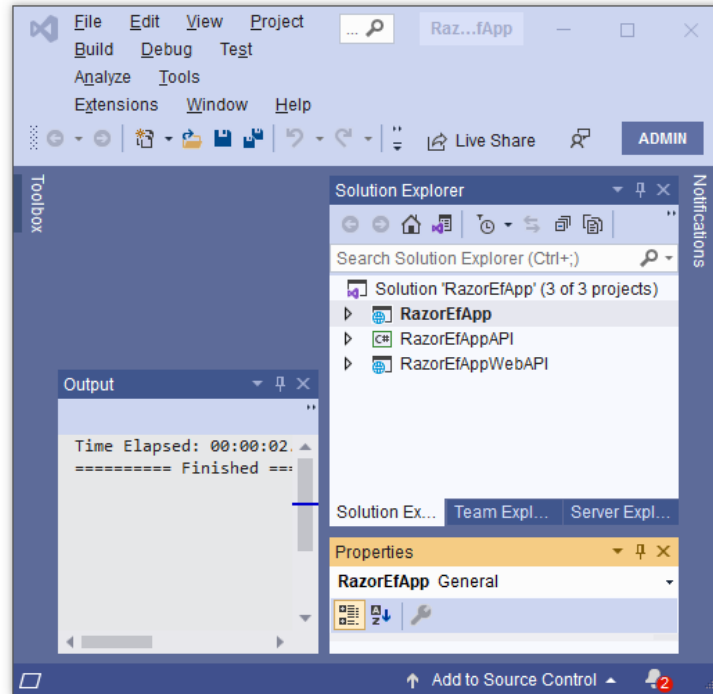 File Edit View Project
Build Debug Test
Analyze Tools
Extensions Window Help
...
Raz...fApp
Live Share
ADMIN
Toolbox
Notifications
Solution Explorer
Search Solution Explorer (Ctrl+;)
Solution 'RazorEfApp' (3 of 3 projects)
RazorEfApp
C# RazorEfAppAPI
RazorEfAppWebAPI
Output
Time Elapsed: 00:00:02.
========== Finished ===
Solution Ex... Team Expl... Server Expl...
Properties
RazorEfApp General
Add to Source Control
2